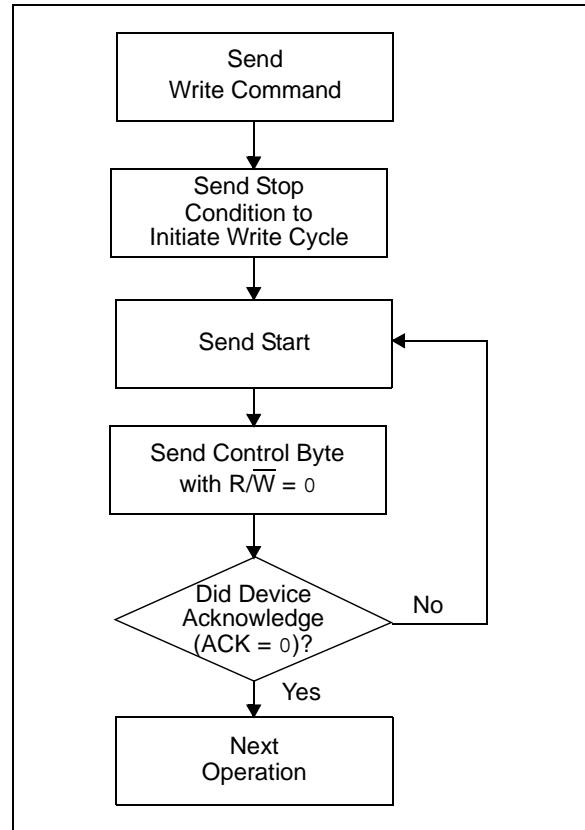 Send
Write Command
Send Stop
Condition to
Initiate Write Cycle
Send Start
Send Control Byte
with R/W̅ = 0
Did Device
Acknowledge
(ACK = 0)?
No
Yes
Next
Operation